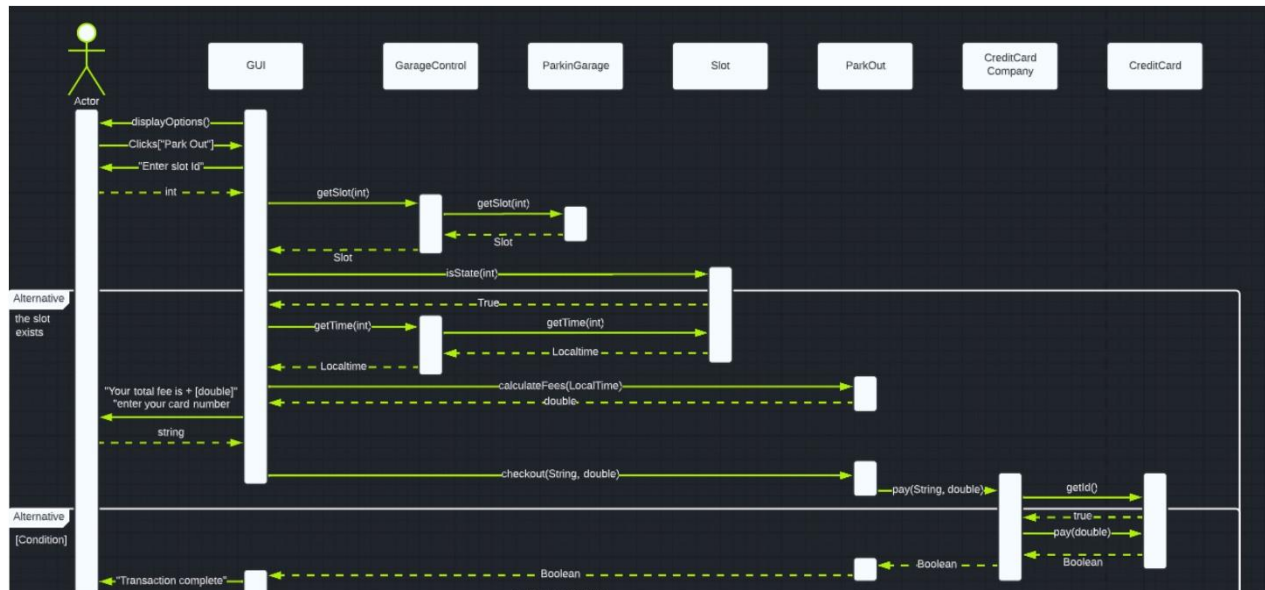 GUI
GarageControl
ParkinGarage
Slot
ParkOut
CreditCard
Company
CreditCard
Actor
displayOptions()
Clicks["Park Out"]
"Enter slot Id"
int
getSlot(int)
getSlot(int)
Slot
Slot
isState(int)
Alternative
the slot
exists
True
getTime(int)
getTime(int)
Localtime
Localtime
calculateFees(LocalTime)
"Your total fee is + [double]"
"enter your card number
double
string
checkout(String, double)
pay(String, double)
getId()
Alternative
[Condition]
true
pay(double)
Boolean
Boolean
Boolean
"Transaction complete"